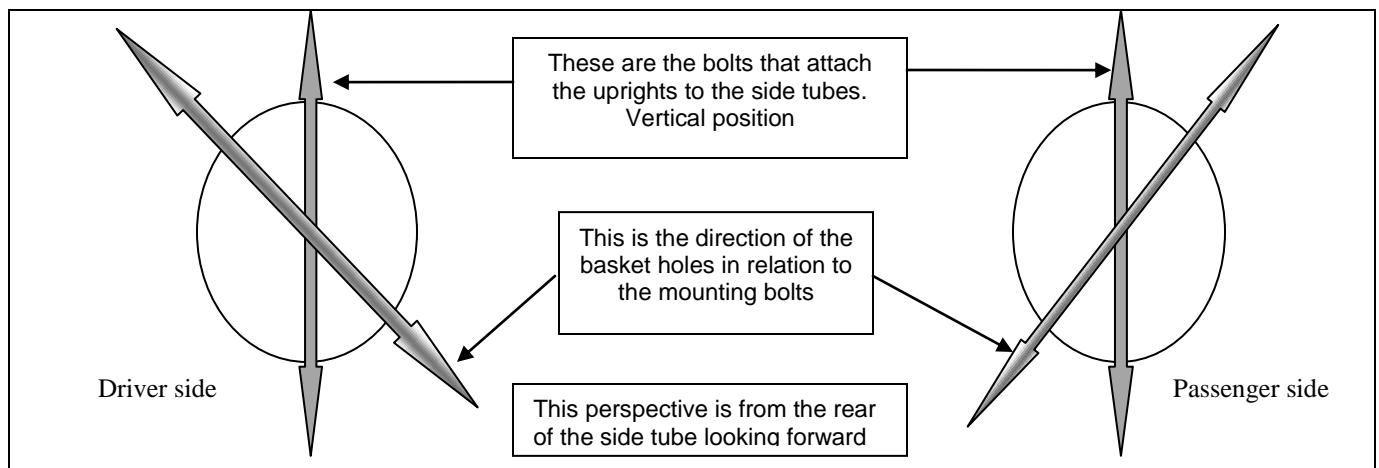 These are the bolts that attach
the uprights to the side tubes.
Vertical position
This is the direction of the
basket holes in relation to
the mounting bolts
Driver side
Passenger side
This perspective is from the rear
of the side tube looking forward